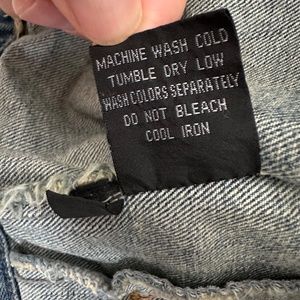 MACHINE WASH COLD
TUMBLE DRY LOW
WASH COLORS SEPARATELY
DO NOT BLEACH
COOL IRON